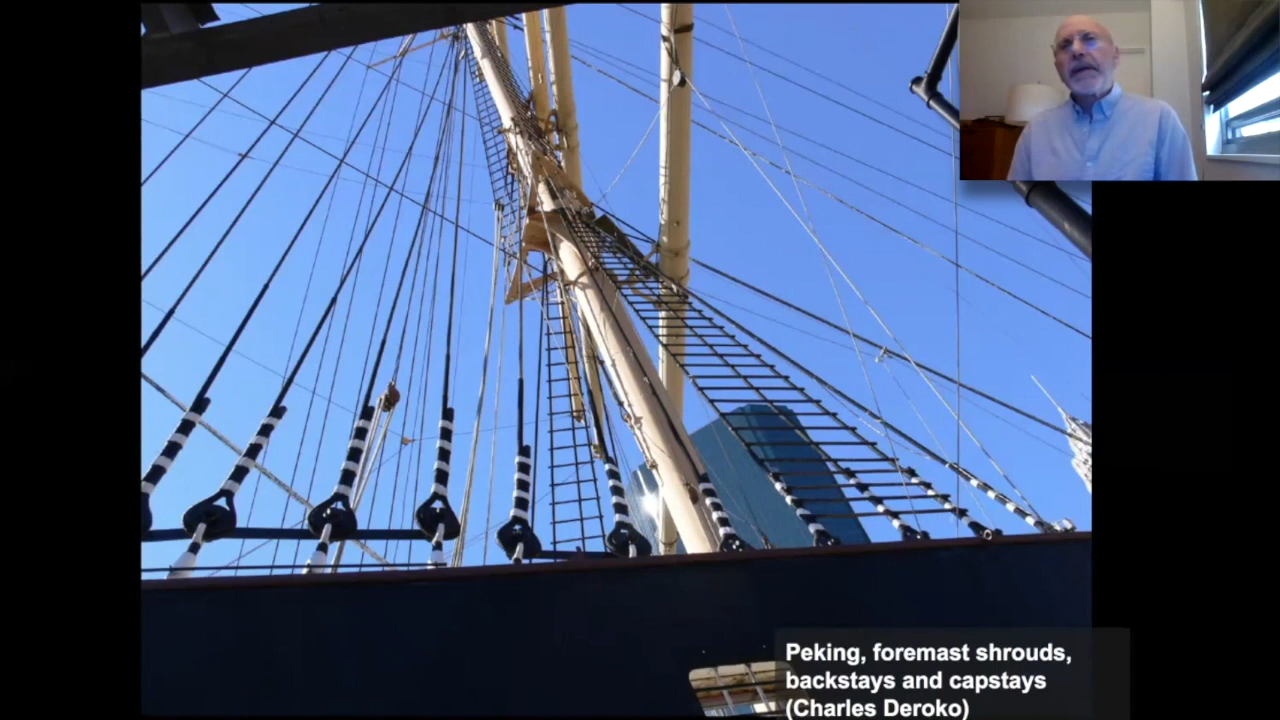 Peking, foremast shrouds,
backstays and capstays
(Charles Deroko)